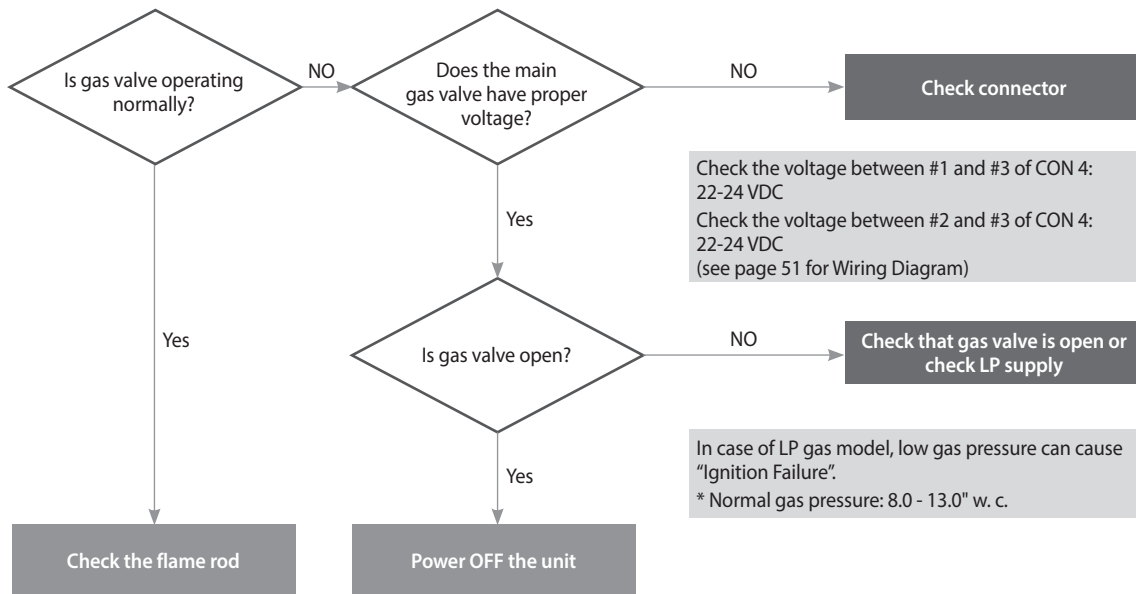 Is gas valve operating
normally?
NO
Does the main
gas valve have proper
voltage?
NO
Check connector
Check the voltage between #1 and #3 of CON 4:
22-24 VDC
Check the voltage between #2 and #3 of CON 4:
22-24 VDC
(see page 51 for Wiring Diagram)
Yes
Yes
Is gas valve open?
NO
Check that gas valve is open or
check LP supply
In case of LP gas model, low gas pressure can cause
“Ignition Failure”.
* Normal gas pressure: 8.0 - 13.0" w. c.
Yes
Check the flame rod
Power OFF the unit